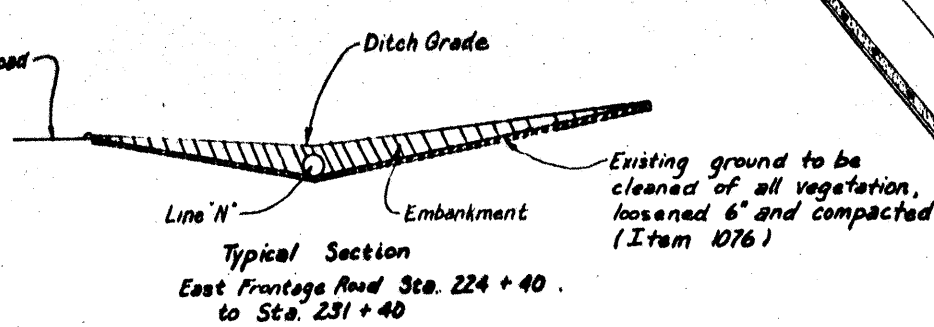 Ditch Grade
Existing ground to be
cleaned of all vegetation,
loosened 6" and compacted
(Item 1076)
Line "N"
Embankment
Typical Section
East Frontage Road Sta. 224 + 40.
to Sta. 231 + 40